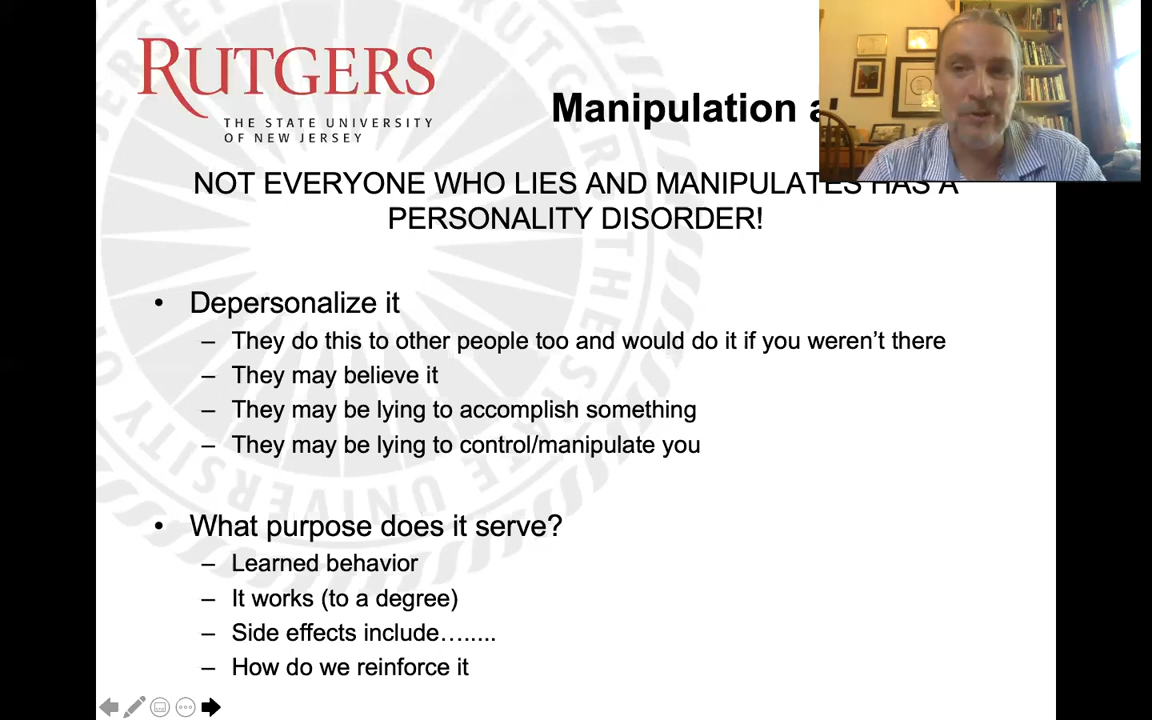 RUTGERS
THE STATE UNIVERSITY
OF NEW JERSEY
Manipulation
NOT EVERYONE WHO LIES AND MANIPULATES HAS A
PERSONALITY DISORDER!
• Depersonalize it
– They do this to other people too and would do it if you weren’t there
– They may believe it
– They may be lying to accomplish something
– They may be lying to control/manipulate you
• What purpose does it serve?
– Learned behavior
– It works (to a degree)
– Side effects include….....
– How do we reinforce it